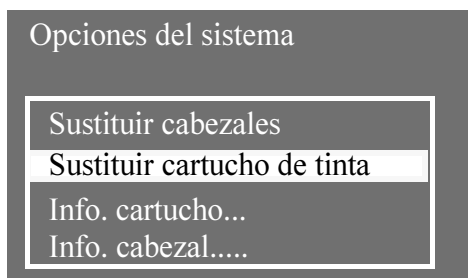 Opciones del sistema
Sustituir cabezales
Sustituir cartucho de tinta
Info. cartucho...
Info. cabezal.....